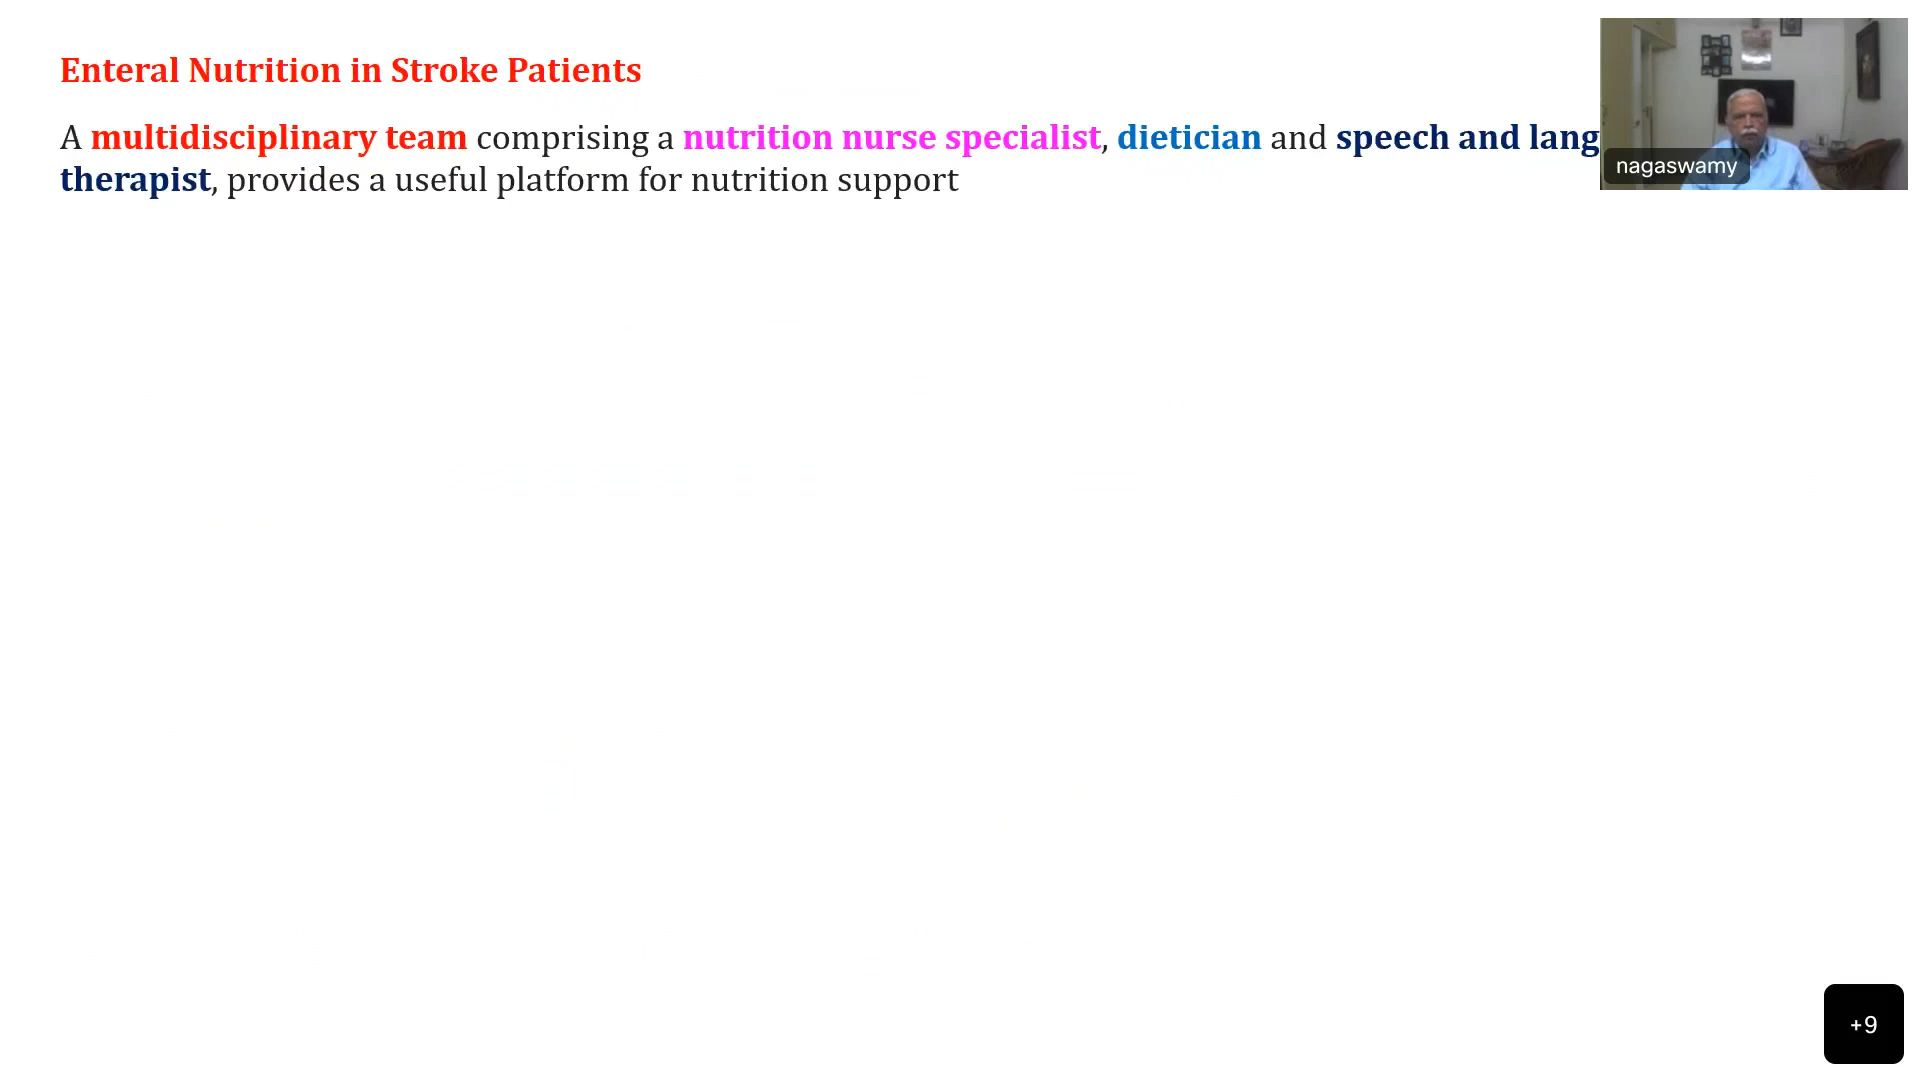 Enteral Nutrition in Stroke Patients
A multidisciplinary team comprising a nutrition nurse specialist, dietician and speech and lang
therapist, provides a useful platform for nutrition support
nagaswamy
+9